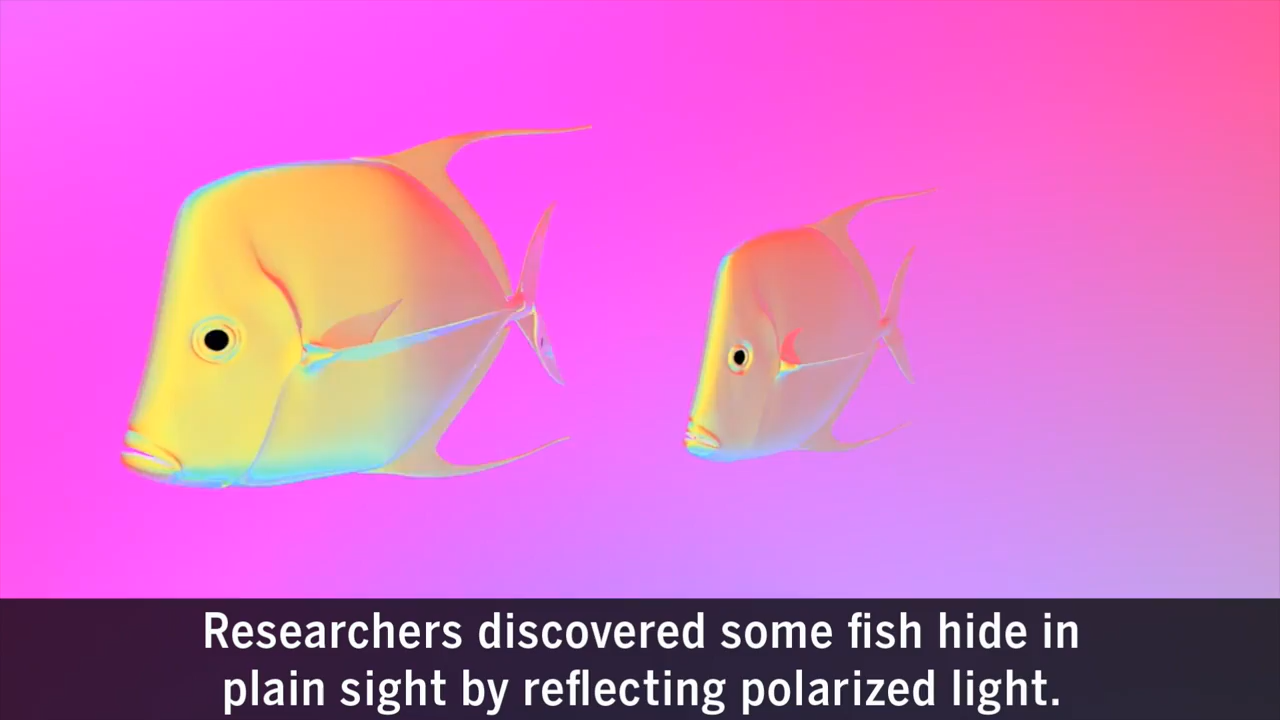 Researchers discovered some fish hide in
plain sight by reflecting polarized light.